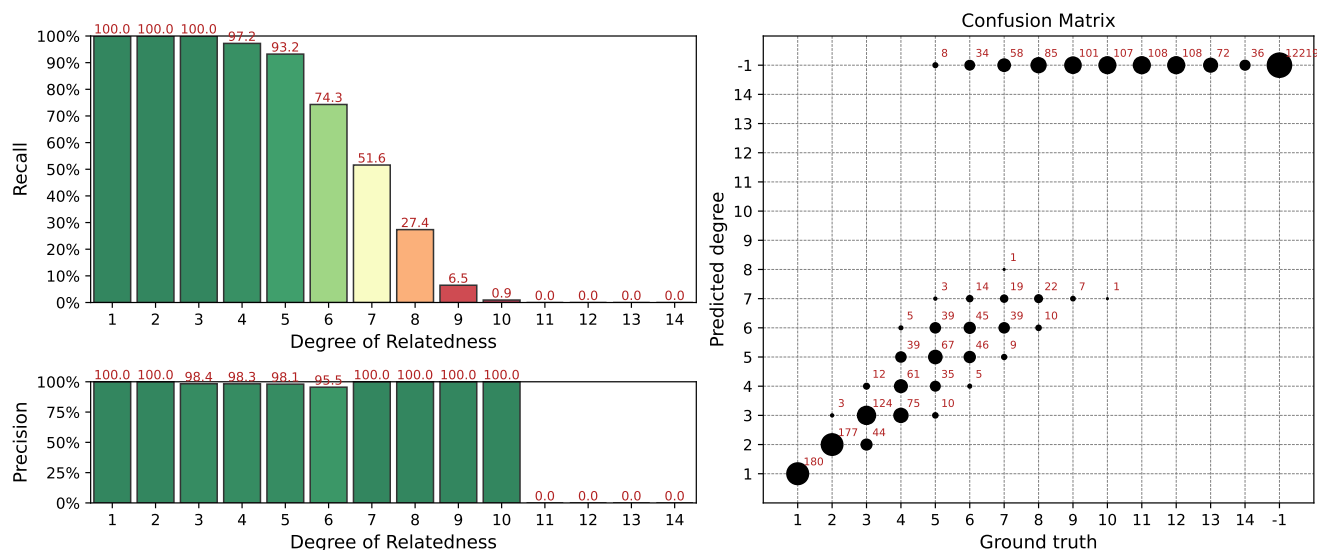 100.0 100.0 100.0 97.2 93.2 74.3 51.6 27.4 6.5 0.9 0.0 0.0 0.0 0.0
100%
90%
80%
70%
60%
50%
40%
30%
20%
10%
0%
Recall
1 2 3 4 5 6 7 8 9 10 11 12 13 14
Degree of Relatedness
100.0 100.0 98.4 98.3 98.1 95.5 100.0 100.0 100.0 100.0 0.0 0.0 0.0 0.0
100%
75%
50%
25%
0%
Precision
1 2 3 4 5 6 7 8 9 10 11 12 13 14
Degree of Relatedness
Confusion Matrix
-1 8 34 58 85 101 107 108 108 72 36 12219
14
13
12
11
10
9
8 1
7 3 14 19 22 7 1
6 5 39 45 39 10
5 39 67 46 9
4 12 61 35 5
3 3 124 75 10
2 177 44
1 180
Predicted degree
1 2 3 4 5 6 7 8 9 10 11 12 13 14 -1
Ground truth